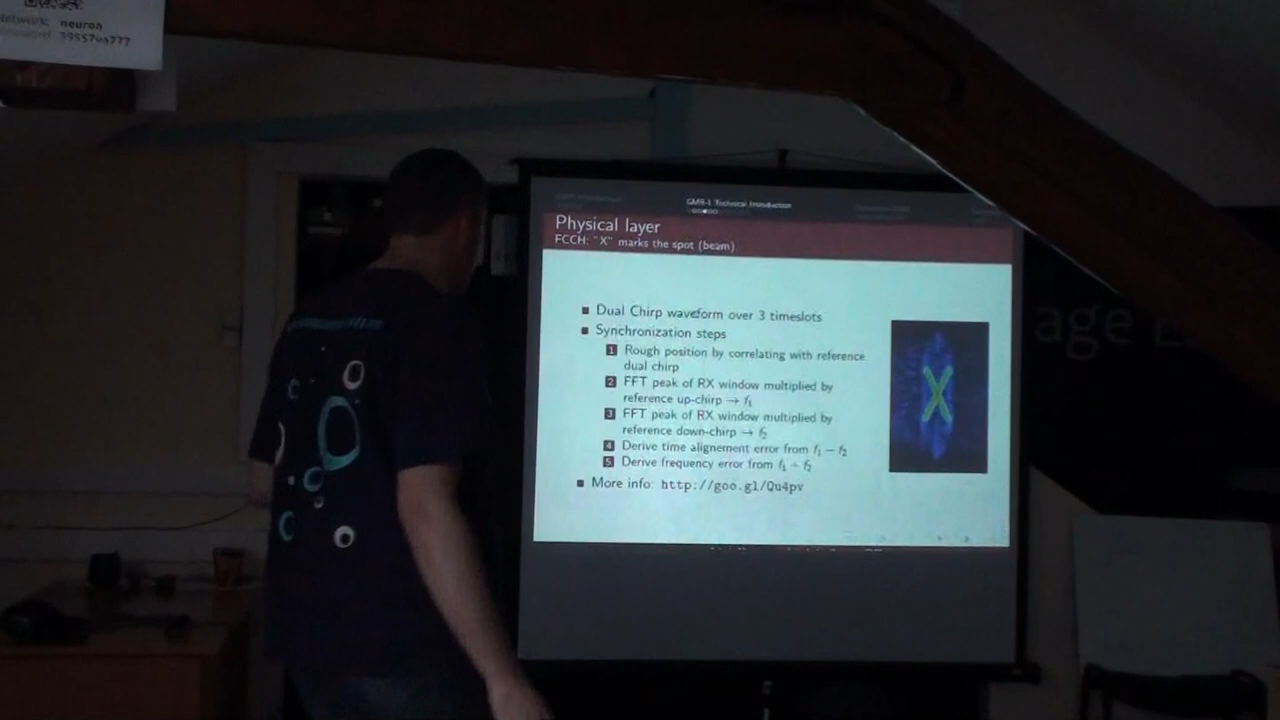 Network: neuron
GMR-1 Technical Introduction
Physical layer
FCCH: "X" marks the spot (beam)
Dual Chirp waveform over 3 timeslots
Synchronization steps
1 Rough position by correlating with reference
dual chirp
2 FFT peak of RX window multiplied by
reference up-chirp → f₁
3 FFT peak of RX window multiplied by
reference down-chirp → f₂
4 Derive time alignement error from f₁ − f₂
5 Derive frequency error from f₁ + f₂
More info: http://goo.gl/Qu4pv
age